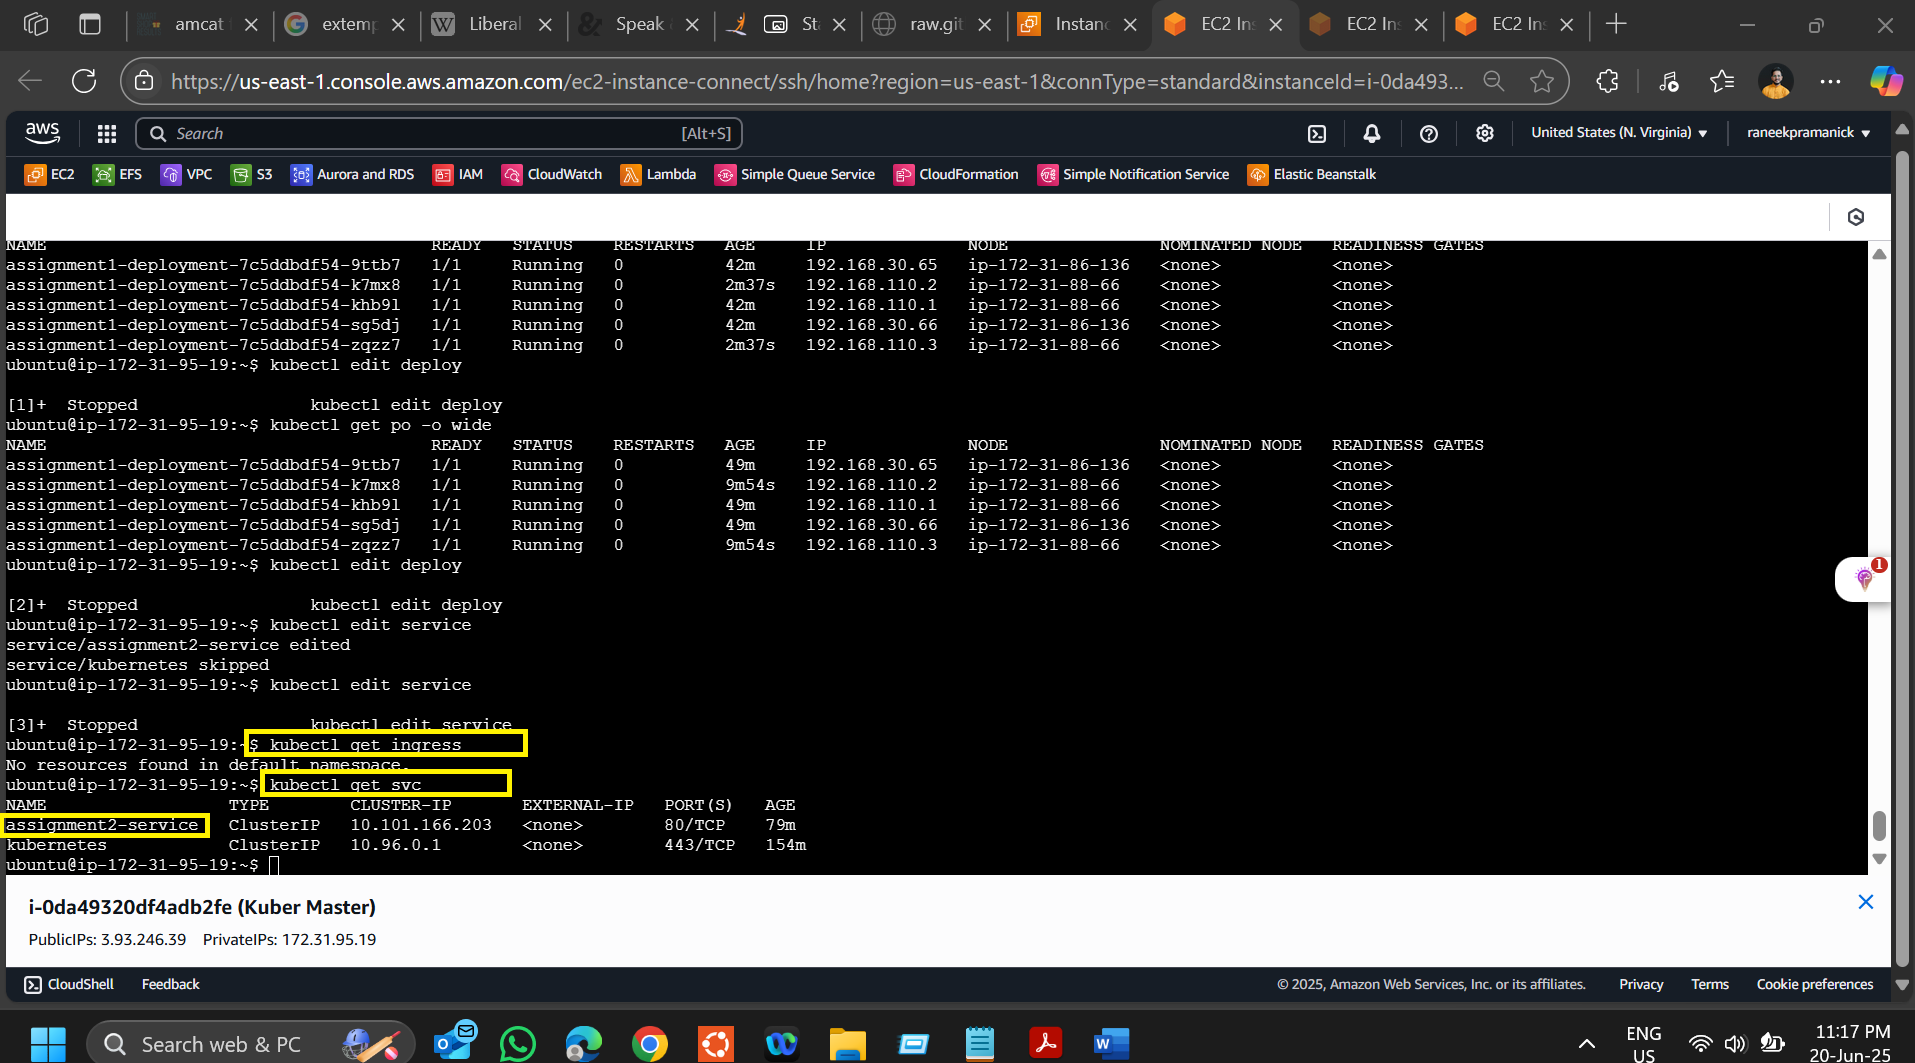 amcat
extemp
Liberal
Speak
St
raw.git
Instanc
EC2 Ins
EC2 Ins
EC2 Ins
https://us-east-1.console.aws.amazon.com/ec2-instance-connect/ssh/home?region=us-east-1&connType=standard&instanceId=i-0da493...
aws
Search
[Alt+S]
United States (N. Virginia)
raneekpramanick
EC2
EFS
VPC
S3
Aurora and RDS
IAM
CloudWatch
Lambda
Simple Queue Service
CloudFormation
Simple Notification Service
Elastic Beanstalk
NAME READY STATUS RESTARTS AGE IP NODE NOMINATED NODE READINESS GATES
assignment1-deployment-7c5ddbdf54-9ttb7 1/1 Running 0 42m 192.168.30.65 ip-172-31-86-136 <none> <none>
assignment1-deployment-7c5ddbdf54-k7mx8 1/1 Running 0 2m37s 192.168.110.2 ip-172-31-88-66 <none> <none>
assignment1-deployment-7c5ddbdf54-khb9l 1/1 Running 0 42m 192.168.110.1 ip-172-31-88-66 <none> <none>
assignment1-deployment-7c5ddbdf54-sg5dj 1/1 Running 0 42m 192.168.30.66 ip-172-31-86-136 <none> <none>
assignment1-deployment-7c5ddbdf54-zqzz7 1/1 Running 0 2m37s 192.168.110.3 ip-172-31-88-66 <none> <none>
ubuntu@ip-172-31-95-19:~$ kubectl edit deploy
[1]+ Stopped kubectl edit deploy
ubuntu@ip-172-31-95-19:~$ kubectl get po -o wide
NAME READY STATUS RESTARTS AGE IP NODE NOMINATED NODE READINESS GATES
assignment1-deployment-7c5ddbdf54-9ttb7 1/1 Running 0 49m 192.168.30.65 ip-172-31-86-136 <none> <none>
assignment1-deployment-7c5ddbdf54-k7mx8 1/1 Running 0 9m54s 192.168.110.2 ip-172-31-88-66 <none> <none>
assignment1-deployment-7c5ddbdf54-khb9l 1/1 Running 0 49m 192.168.110.1 ip-172-31-88-66 <none> <none>
assignment1-deployment-7c5ddbdf54-sg5dj 1/1 Running 0 49m 192.168.30.66 ip-172-31-86-136 <none> <none>
assignment1-deployment-7c5ddbdf54-zqzz7 1/1 Running 0 9m54s 192.168.110.3 ip-172-31-88-66 <none> <none>
ubuntu@ip-172-31-95-19:~$ kubectl edit deploy
[2]+ Stopped kubectl edit deploy
ubuntu@ip-172-31-95-19:~$ kubectl edit service
service/assignment2-service edited
service/kubernetes skipped
ubuntu@ip-172-31-95-19:~$ kubectl edit service
[3]+ Stopped kubectl edit service
ubuntu@ip-172-31-95-19:~$ kubectl get ingress
No resources found in default namespace.
ubuntu@ip-172-31-95-19:~$ kubectl get svc
NAME TYPE CLUSTER-IP EXTERNAL-IP PORT(S) AGE
assignment2-service ClusterIP 10.101.166.203 <none> 80/TCP 79m
kubernetes ClusterIP 10.96.0.1 <none> 443/TCP 154m
ubuntu@ip-172-31-95-19:~$
1
i-0da49320df4adb2fe (Kuber Master)
PublicIPs: 3.93.246.39 PrivateIPs: 172.31.95.19
CloudShell
Feedback
© 2025, Amazon Web Services, Inc. or its affiliates.
Privacy
Terms
Cookie preferences
Search web & PC
ENG
US
11:17 PM
20-Jun-25